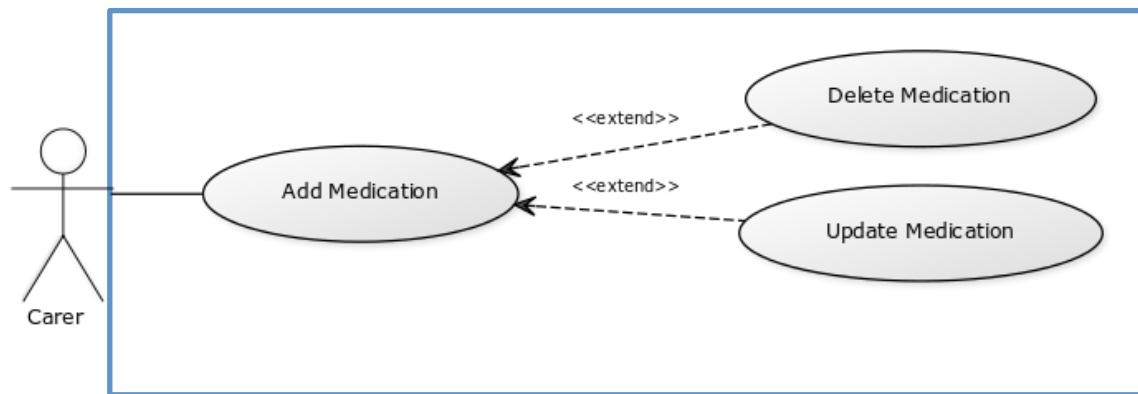 Delete Medication
<<extend>>
Add Medication
<<extend>>
Update Medication
Carer